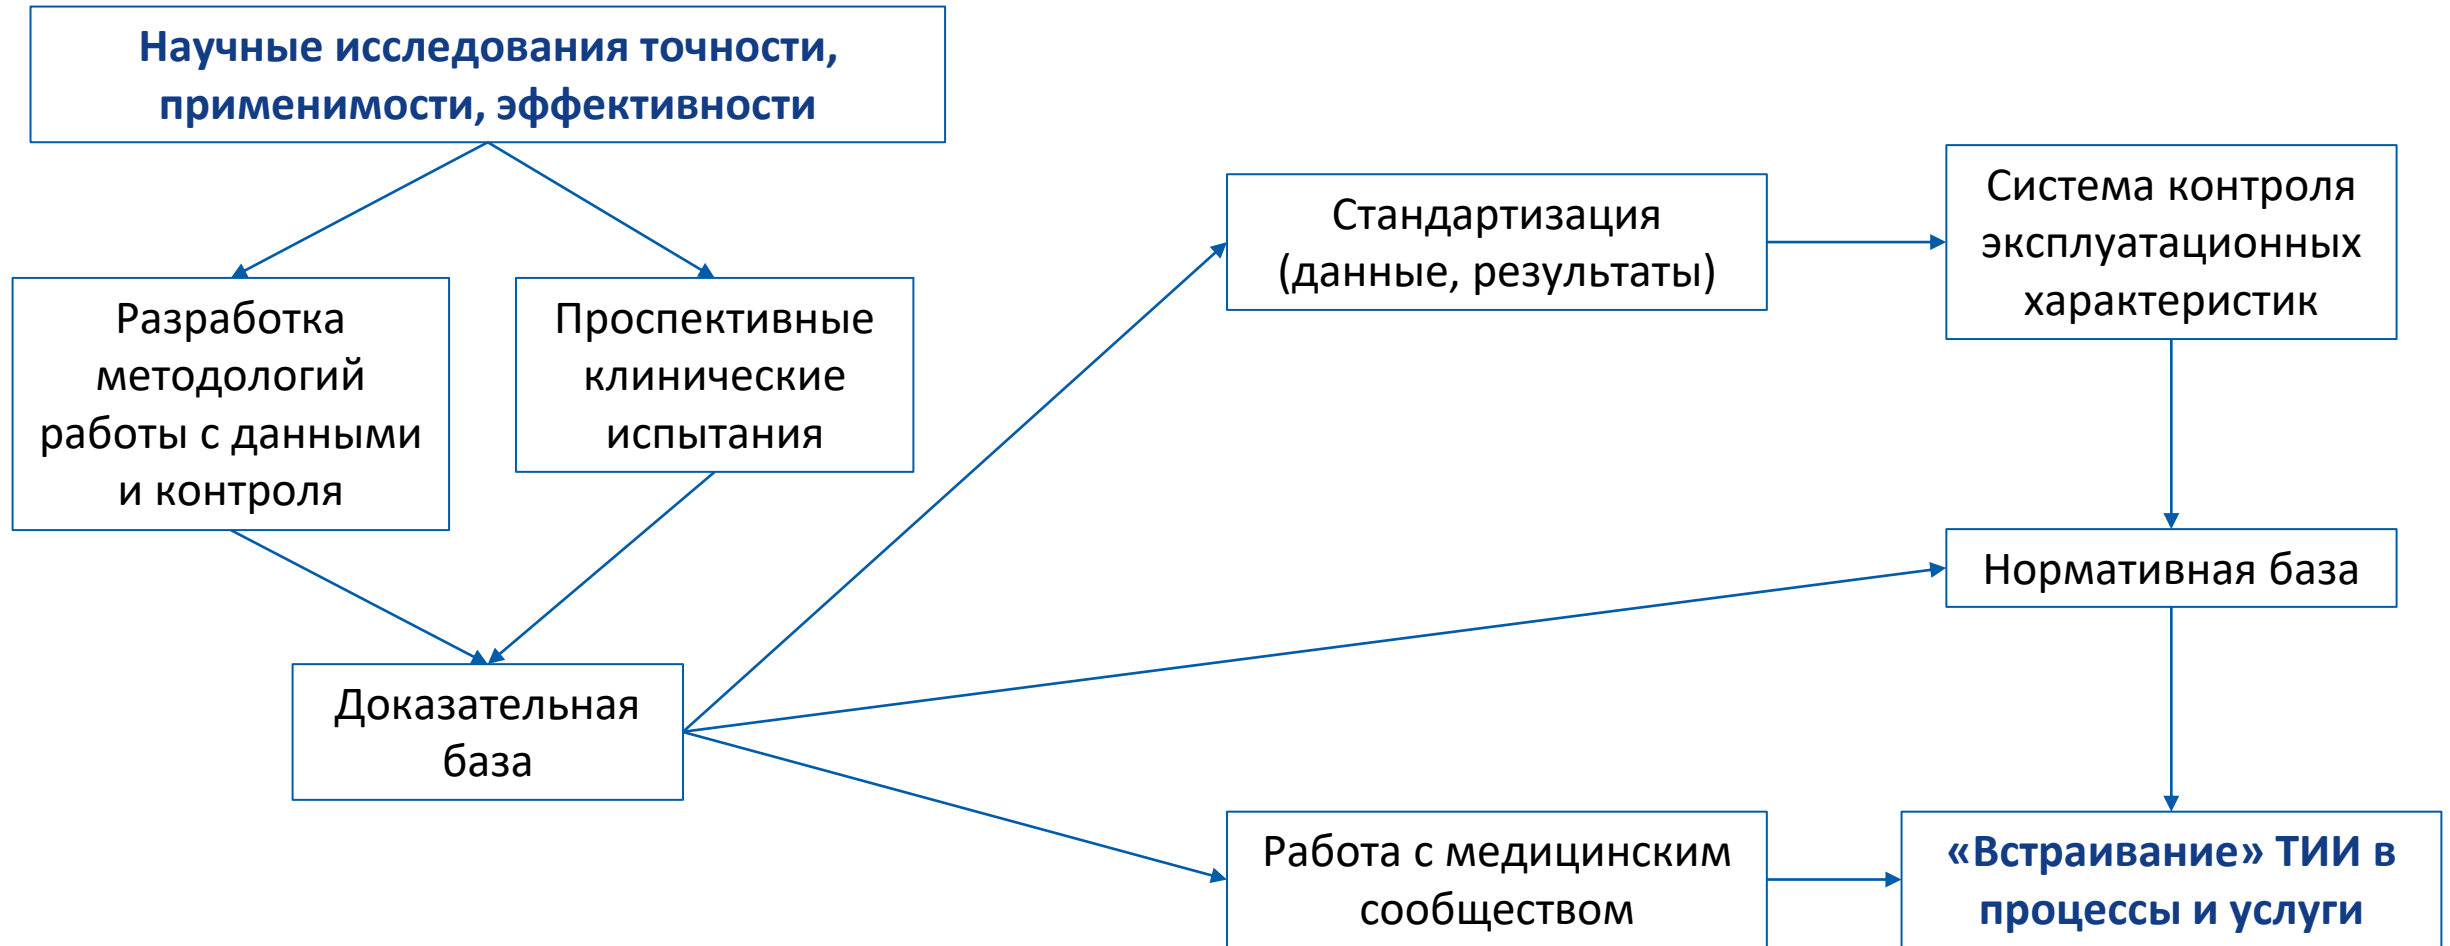 Научные исследования точности,
применимости, эффективности
Разработка
методологий
работы с данными
и контроля
Проспективные
клинические
испытания
Доказательная
база
Стандартизация
(данные, результаты)
Система контроля
эксплуатационных
характеристик
Нормативная база
Работа с медицинским
сообществом
«Встраивание» ТИИ в
процессы и услуги